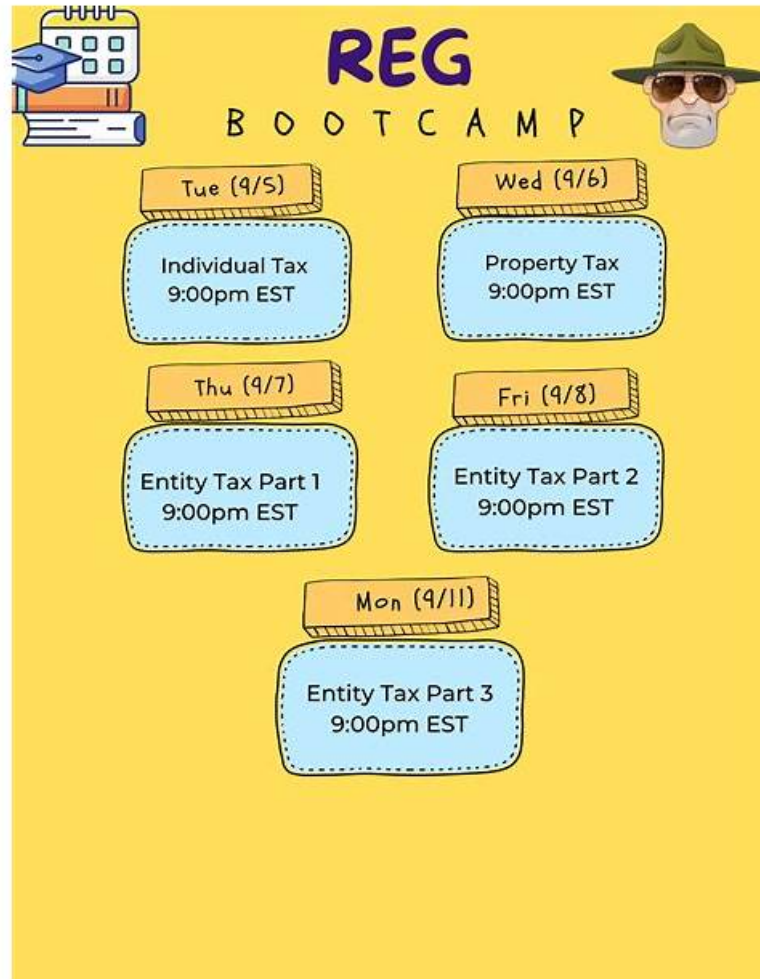 REG
BOOTCAMP
Tue (9/5)
Individual Tax
9:00pm EST
Wed (9/6)
Property Tax
9:00pm EST
Thu (9/7)
Entity Tax Part 1
9:00pm EST
Fri (9/8)
Entity Tax Part 2
9:00pm EST
Mon (9/11)
Entity Tax Part 3
9:00pm EST